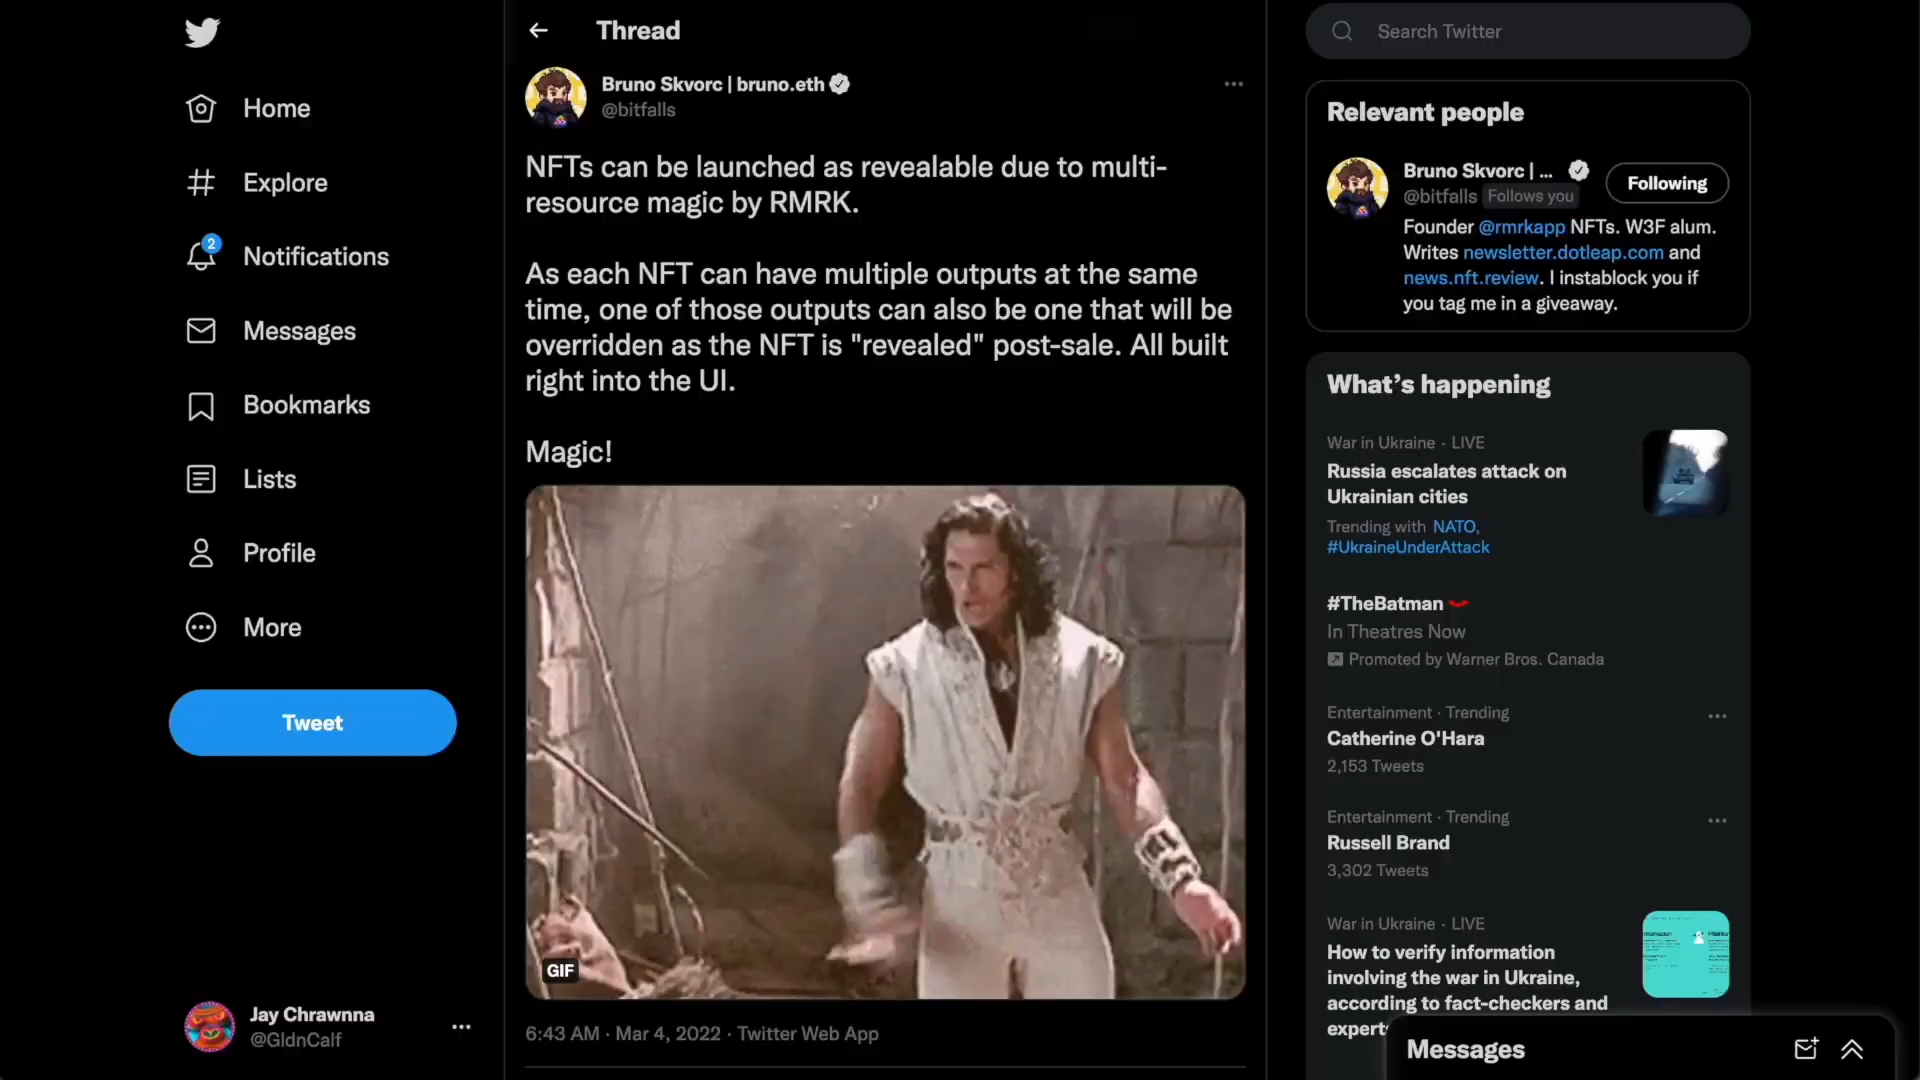 Home
Explore
2
Notifications
Messages
Bookmarks
Lists
Profile
More
Tweet
Jay Chrawnna
@GldnCalf
Thread
Bruno Skvorc | bruno.eth
@bitfalls
NFTs can be launched as revealable due to multi-
resource magic by RMRK.
As each NFT can have multiple outputs at the same
time, one of those outputs can also be one that will be
overridden as the NFT is "revealed" post-sale. All built
right into the UI.
Magic!
GIF
6:43 AM · Mar 4, 2022 · Twitter Web App
Search Twitter
Relevant people
Bruno Skvorc | ...
Following
@bitfalls Follows you
Founder @rmrkapp NFTs. W3F alum.
Writes newsletter.dotleap.com and
news.nft.review. I instablock you if
you tag me in a giveaway.
What's happening
War in Ukraine · LIVE
Russia escalates attack on
Ukrainian cities
Trending with NATO,
#UkraineUnderAttack
#TheBatman
In Theatres Now
Promoted by Warner Bros. Canada
Entertainment · Trending
Catherine O'Hara
2,153 Tweets
Entertainment · Trending
Russell Brand
3,302 Tweets
War in Ukraine · LIVE
How to verify information
involving the war in Ukraine,
according to fact-checkers and
experts
Messages